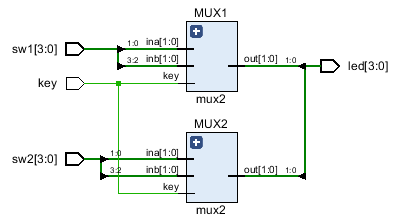 MUX1
sw1[3:0]
1:0
ina[1:0]
3:2
inb[1:0]
out[1:0]
1:0
led[3:0]
key
key
mux2
MUX2
sw2[3:0]
1:0
ina[1:0]
3:2
inb[1:0]
out[1:0]
1:0
key
mux2